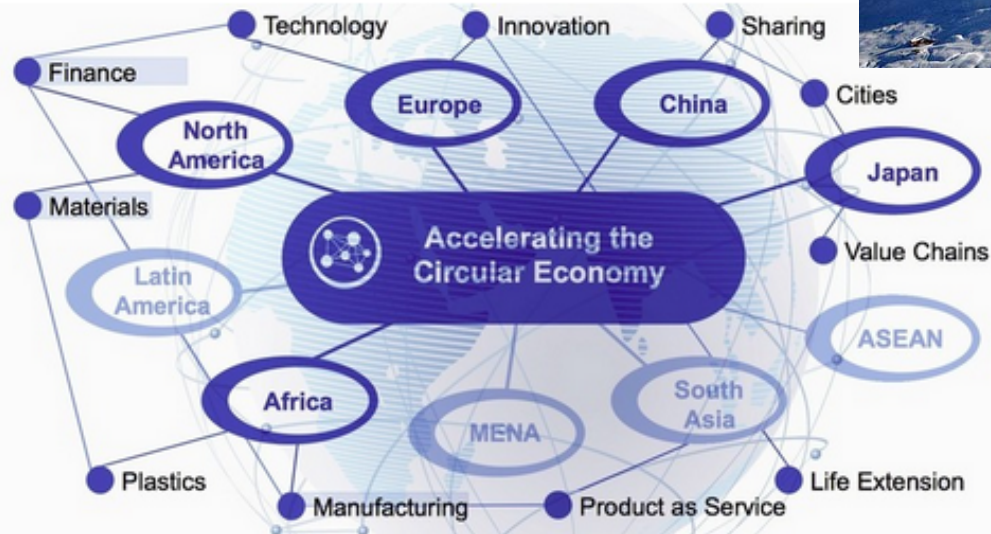 Technology
Innovation
Sharing
Finance
Europe
China
Cities
North
America
Japan
Materials
Accelerating the
Circular Economy
Value Chains
Latin
America
ASEAN
Africa
South
Asia
MENA
Plastics
Life Extension
Manufacturing
Product as Service